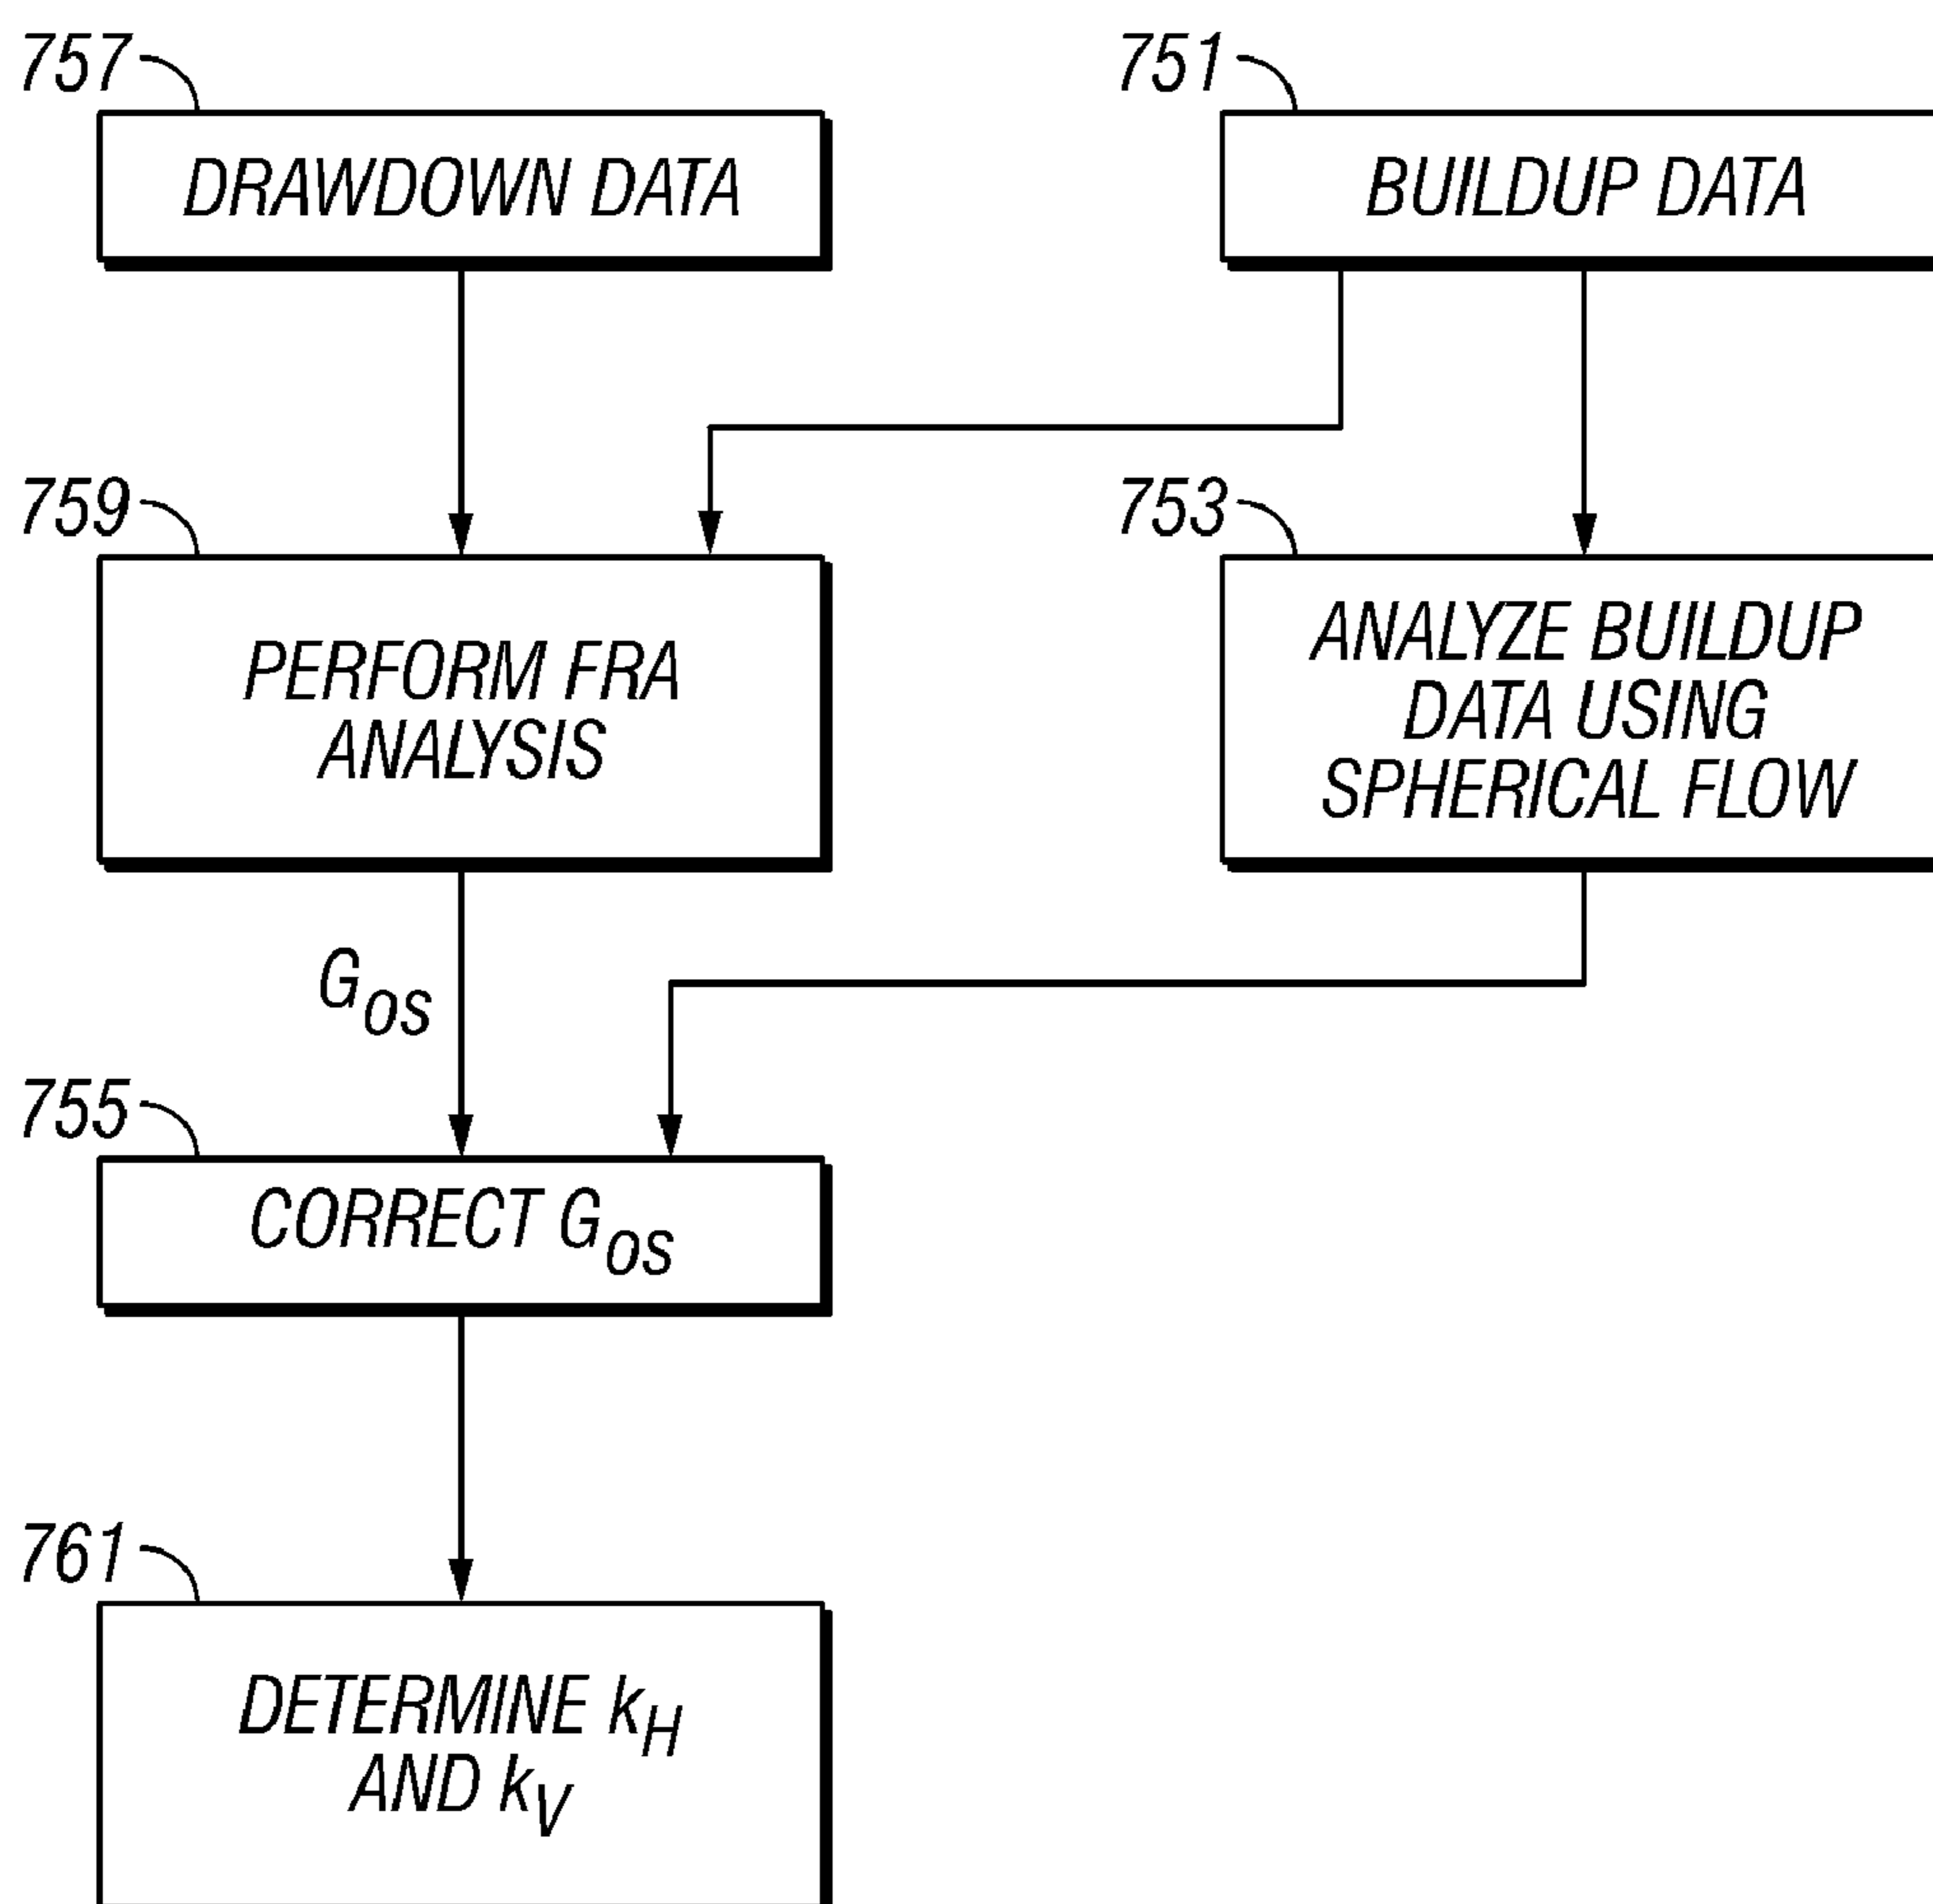 757
DRAWDOWN DATA
751
BUILDUP DATA
759
PERFORM FRA
ANALYSIS
753
ANALYZE BUILDUP
DATA USING
SPHERICAL FLOW
GOS
755
CORRECT GOS
761
DETERMINE kH
AND kV